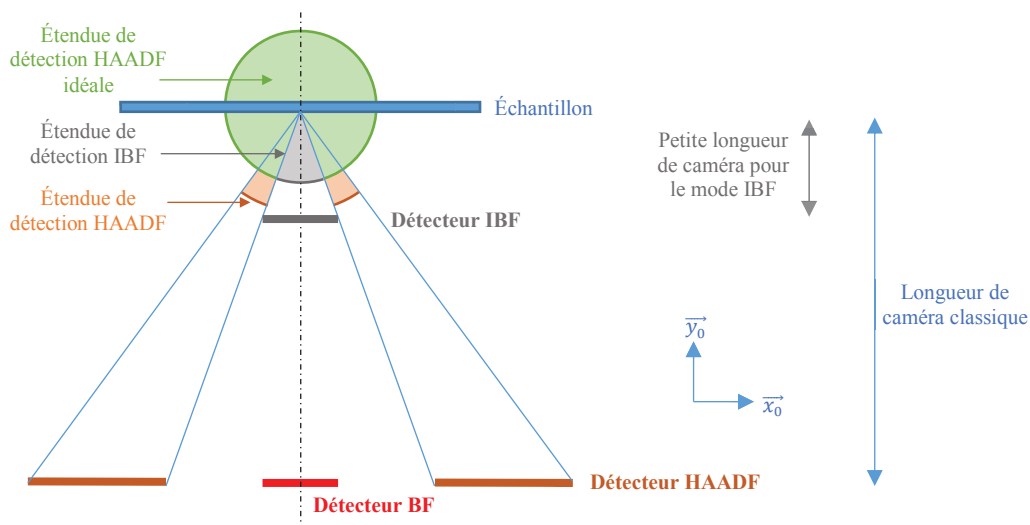 Étendue de
détection HAADF
idéale
Échantillon
Étendue de
détection IBF
Petite longueur
de caméra pour
le mode IBF
Étendue de
détection HAADF
Détecteur IBF
Longueur de
caméra classique
y₀
x₀
Détecteur HAADF
Détecteur BF